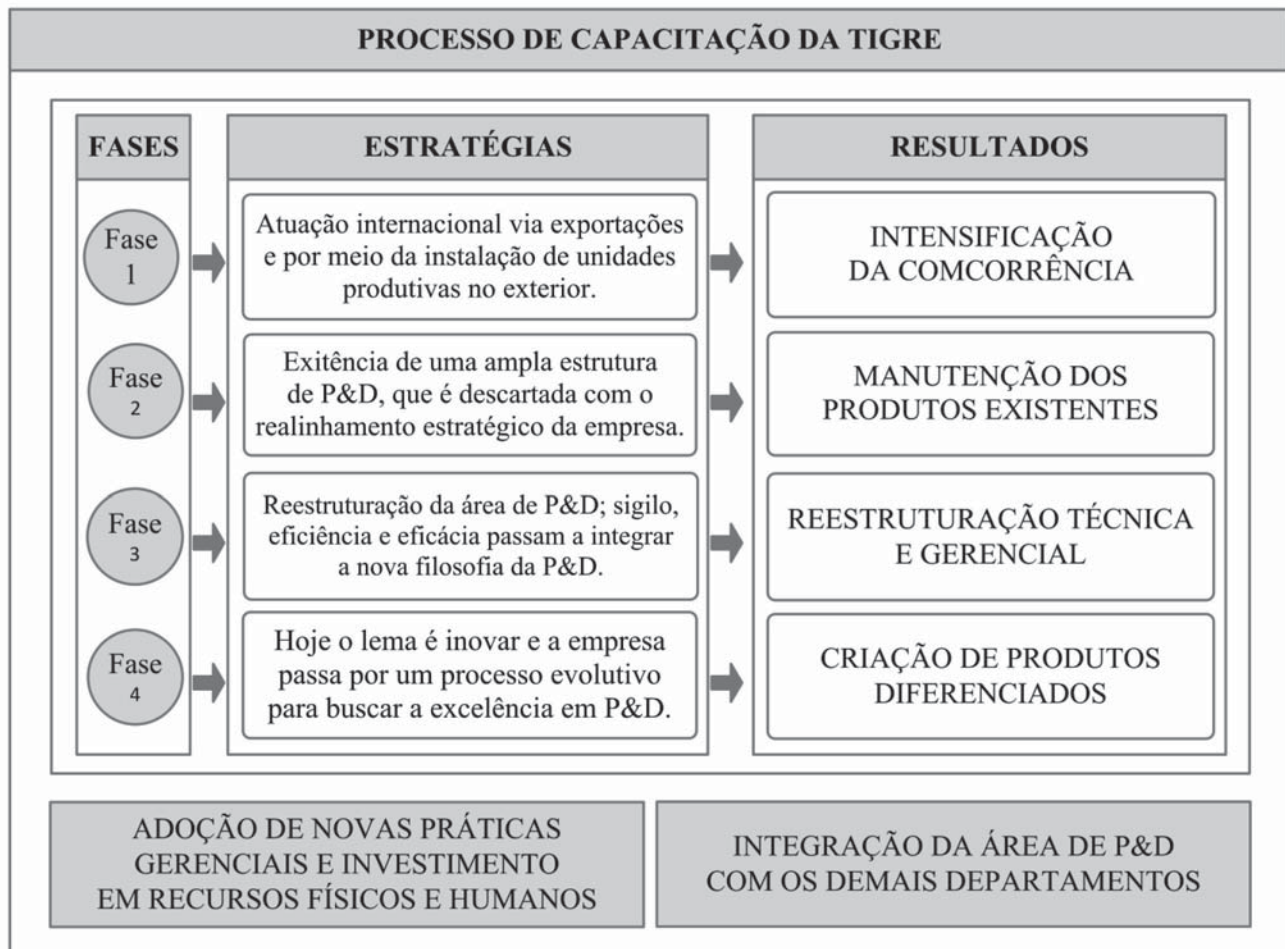 PROCESSO DE CAPACITAÇÃO DA TIGRE
FASES
ESTRATÉGIAS
RESULTADOS
Fase
1
Atuação internacional via exportações
e por meio da instalação de unidades
produtivas no exterior.
INTENSIFICAÇÃO
DA COMCORRÊNCIA
Fase
2
Exitência de uma ampla estrutura
de P&D, que é descartada com o
realinhamento estratégico da empresa.
MANUTENÇÃO DOS
PRODUTOS EXISTENTES
Fase
3
Reestruturação da área de P&D; sigilo,
eficiência e eficácia passam a integrar
a nova filosofia da P&D.
REESTRUTURAÇÃO TÉCNICA
E GERENCIAL
Fase
4
Hoje o lema é inovar e a empresa
passa por um processo evolutivo
para buscar a excelência em P&D.
CRIAÇÃO DE PRODUTOS
DIFERENCIADOS
ADOÇÃO DE NOVAS PRÁTICAS
GERENCIAIS E INVESTIMENTO
EM RECURSOS FÍSICOS E HUMANOS
INTEGRAÇÃO DA ÁREA DE P&D
COM OS DEMAIS DEPARTAMENTOS